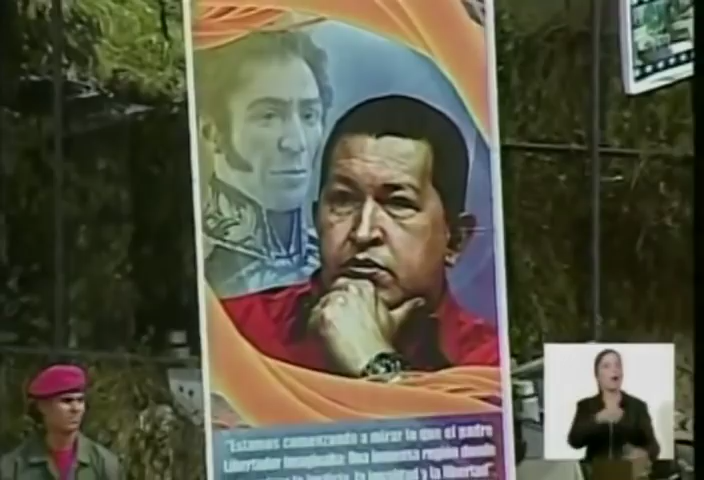 "Estamos comenzando a mirar lo que el padre
Libertador imaginaba: Una inmensa región donde
la justicia, la igualdad y la libertad"